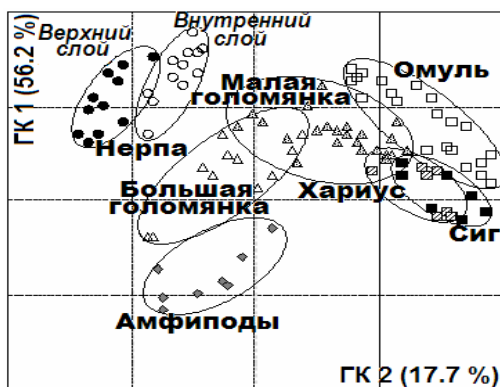 ГК 1 (56.2 %)
Верхний
слой
Внутренний
слой
Малая
голомянка
Омуль
Нерпа
Большая
голомянка
Хариус
Сиг
Амфиподы
ГК 2 (17.7 %)